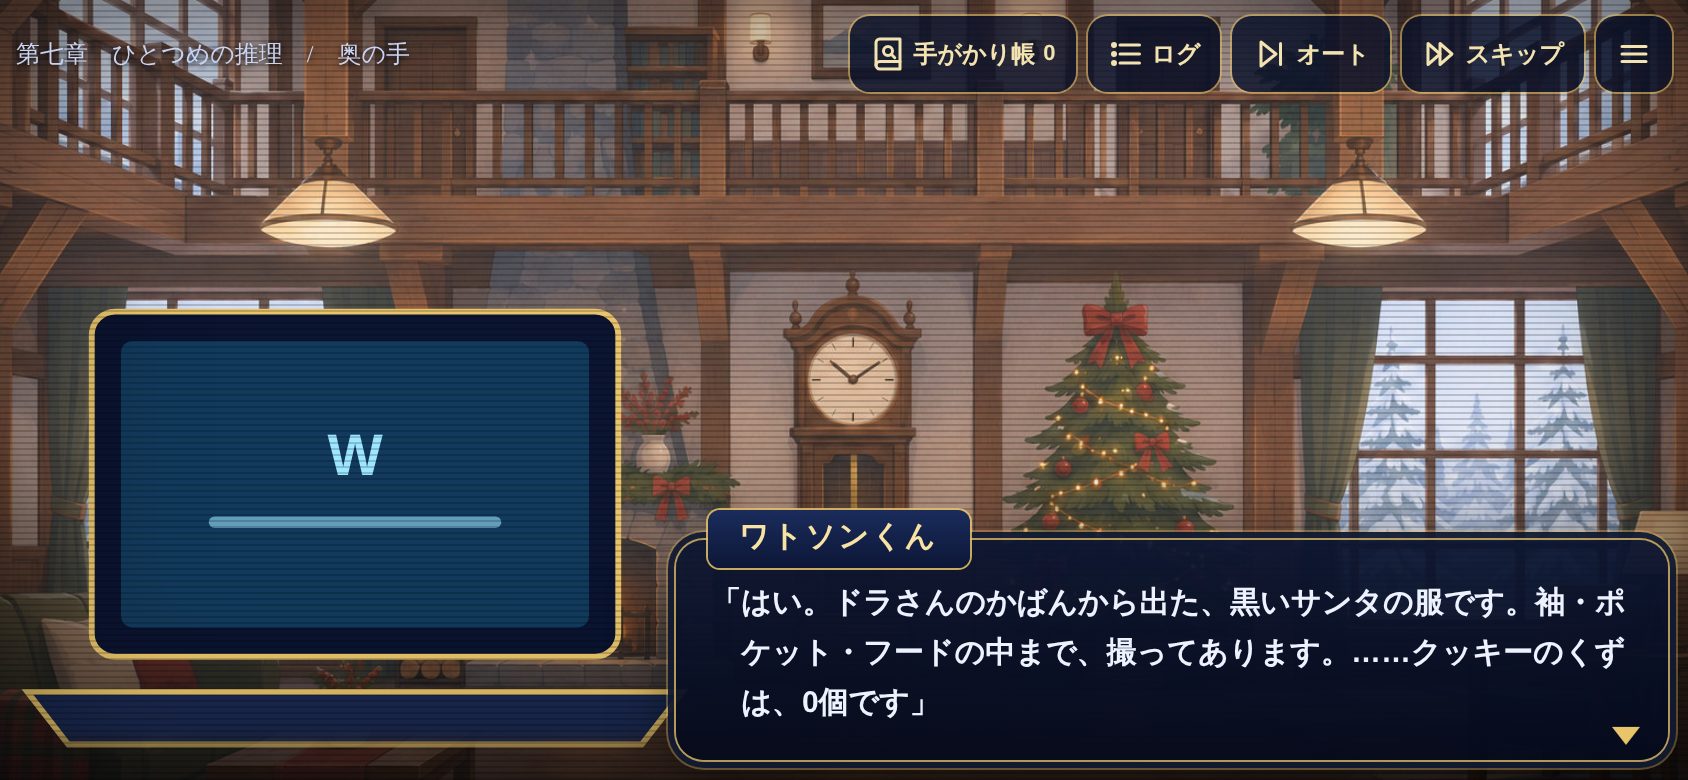 第七章　ひとつめの推理　/　奥の手
手がかり帳 0
ログ
オート
スキップ
W
ワトソンくん
「はい。ドラさんのかばんから出た、黒いサンタの服です。袖・ポ
ケット・フードの中まで、撮ってあります。……クッキーのくず
は、0個です」